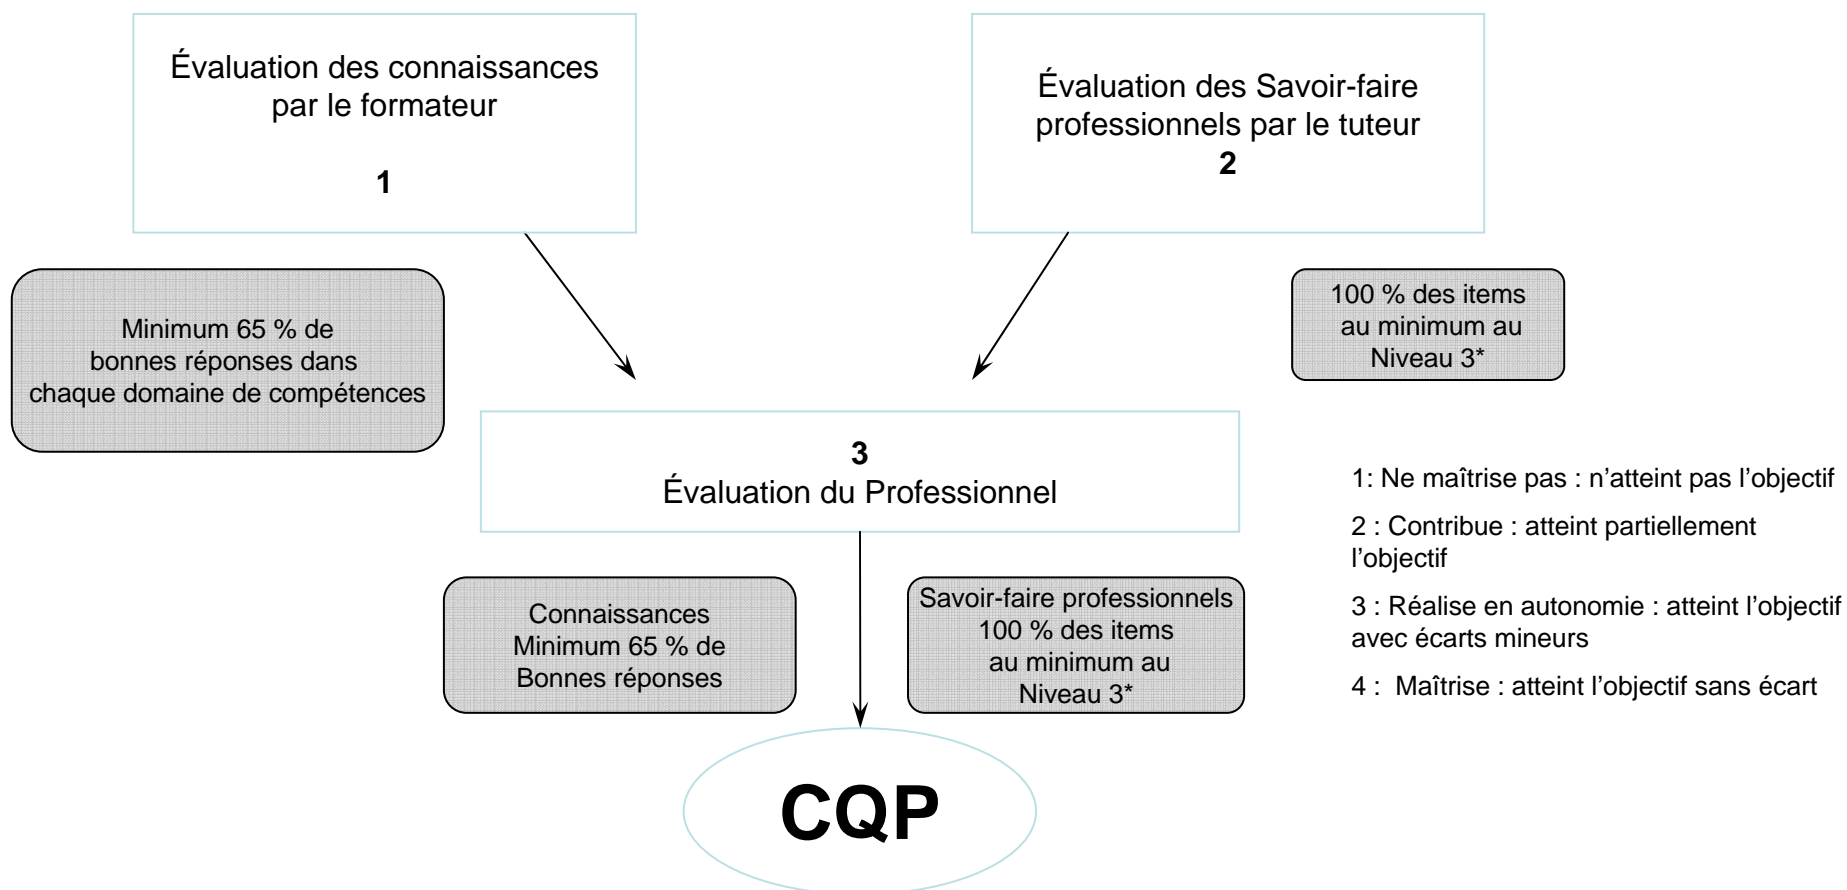 Évaluation des connaissances
par le formateur
1
Évaluation des Savoir-faire
professionnels par le tuteur
2
Minimum 65 % de
bonnes réponses dans
chaque domaine de compétences
100 % des items
au minimum au
Niveau 3*
3
Évaluation du Professionnel
Connaissances
Minimum 65 % de
Bonnes réponses
Savoir-faire professionnels
100 % des items
au minimum au
Niveau 3*
CQP
1: Ne maîtrise pas : n’atteint pas l’objectif
2 : Contribue : atteint partiellement
l’objectif
3 : Réalise en autonomie : atteint l’objectif
avec écarts mineurs
4 : Maîtrise : atteint l’objectif sans écart